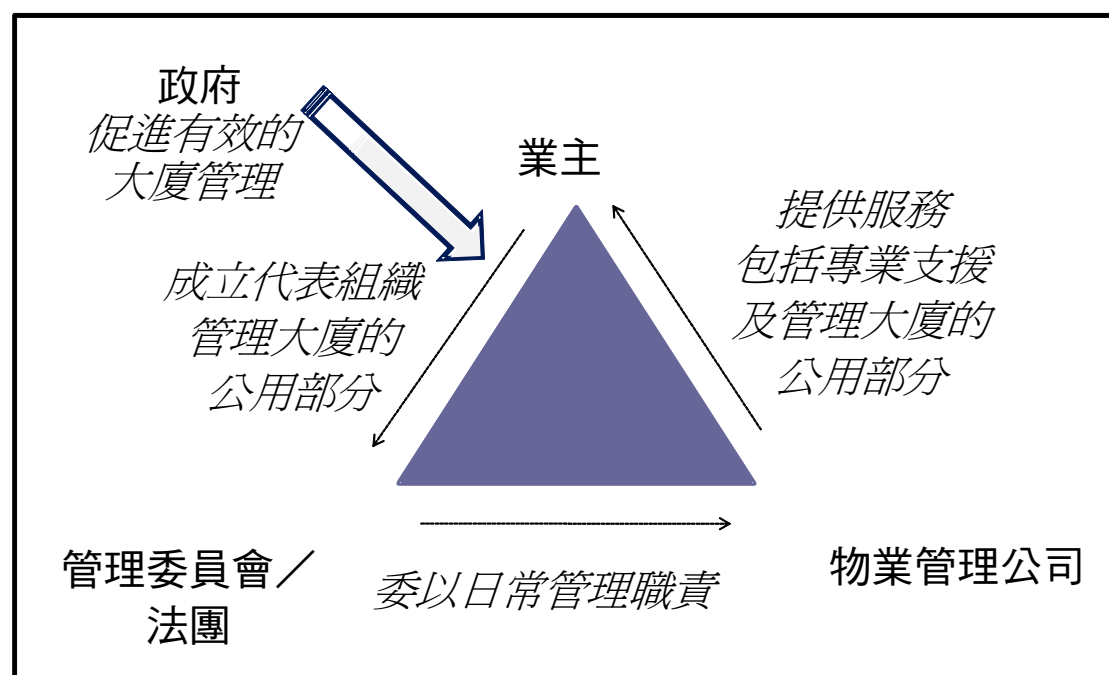 政府
促進有效的
大廈管理
業主
成立代表組織
管理大廈的
公用部分
提供服務
包括專業支援
及管理大廈的
公用部分
管理委員會／
法團
委以日常管理職責
物業管理公司